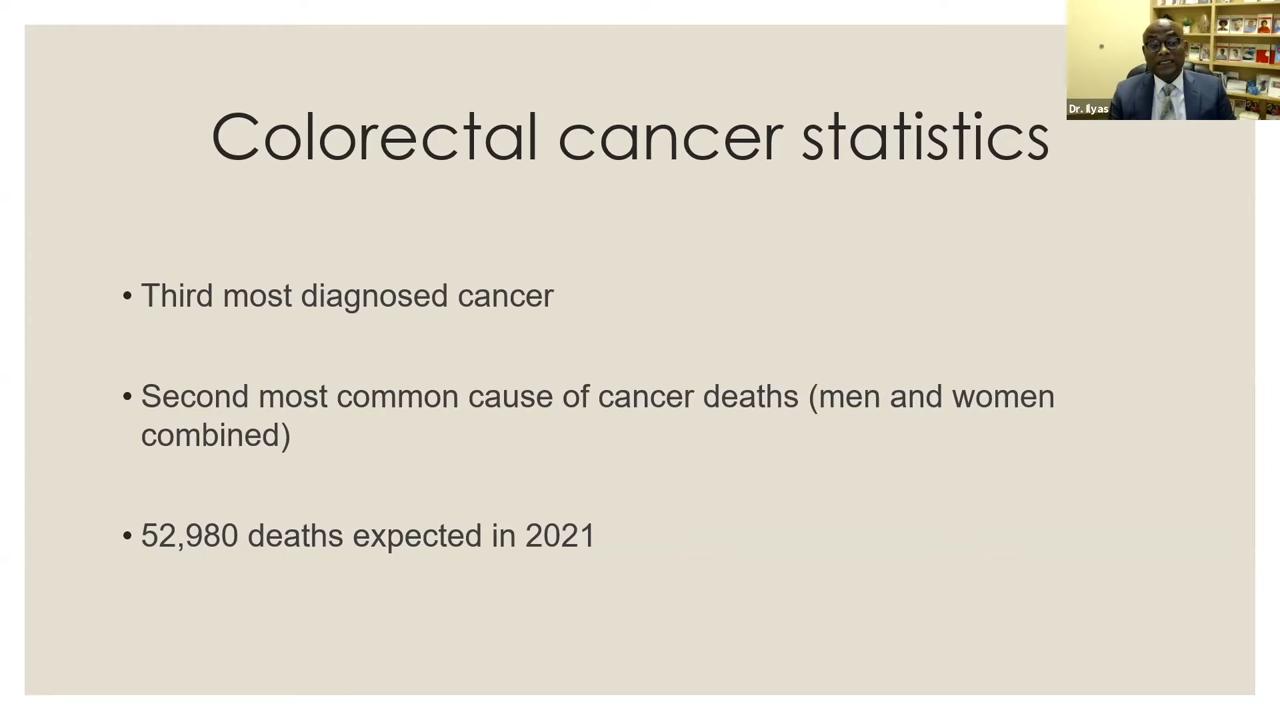 Dr. Ilyas
Colorectal cancer statistics
• Third most diagnosed cancer
• Second most common cause of cancer deaths (men and women
combined)
• 52,980 deaths expected in 2021